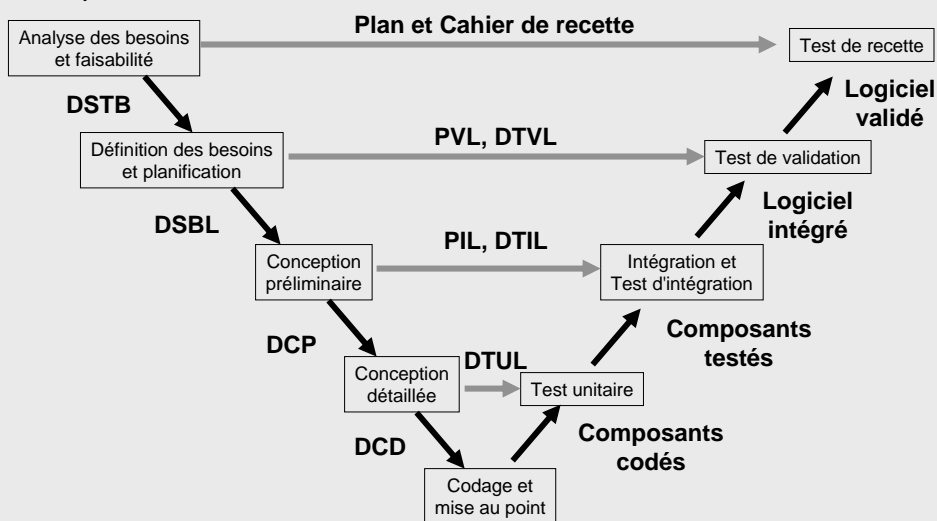 Plan et Cahier de recette
Analyse des besoins
et faisabilité
Test de recette
DSTB
Logiciel
validé
PVL, DTVL
Définition des besoins
et planification
Test de validation
DSBL
Logiciel
intégré
PIL, DTIL
Conception
préliminaire
Intégration et
Test d'intégration
DCP
Composants
testés
DTUL
Conception
détaillée
Test unitaire
DCD
Composants
codés
Codage et
mise au point